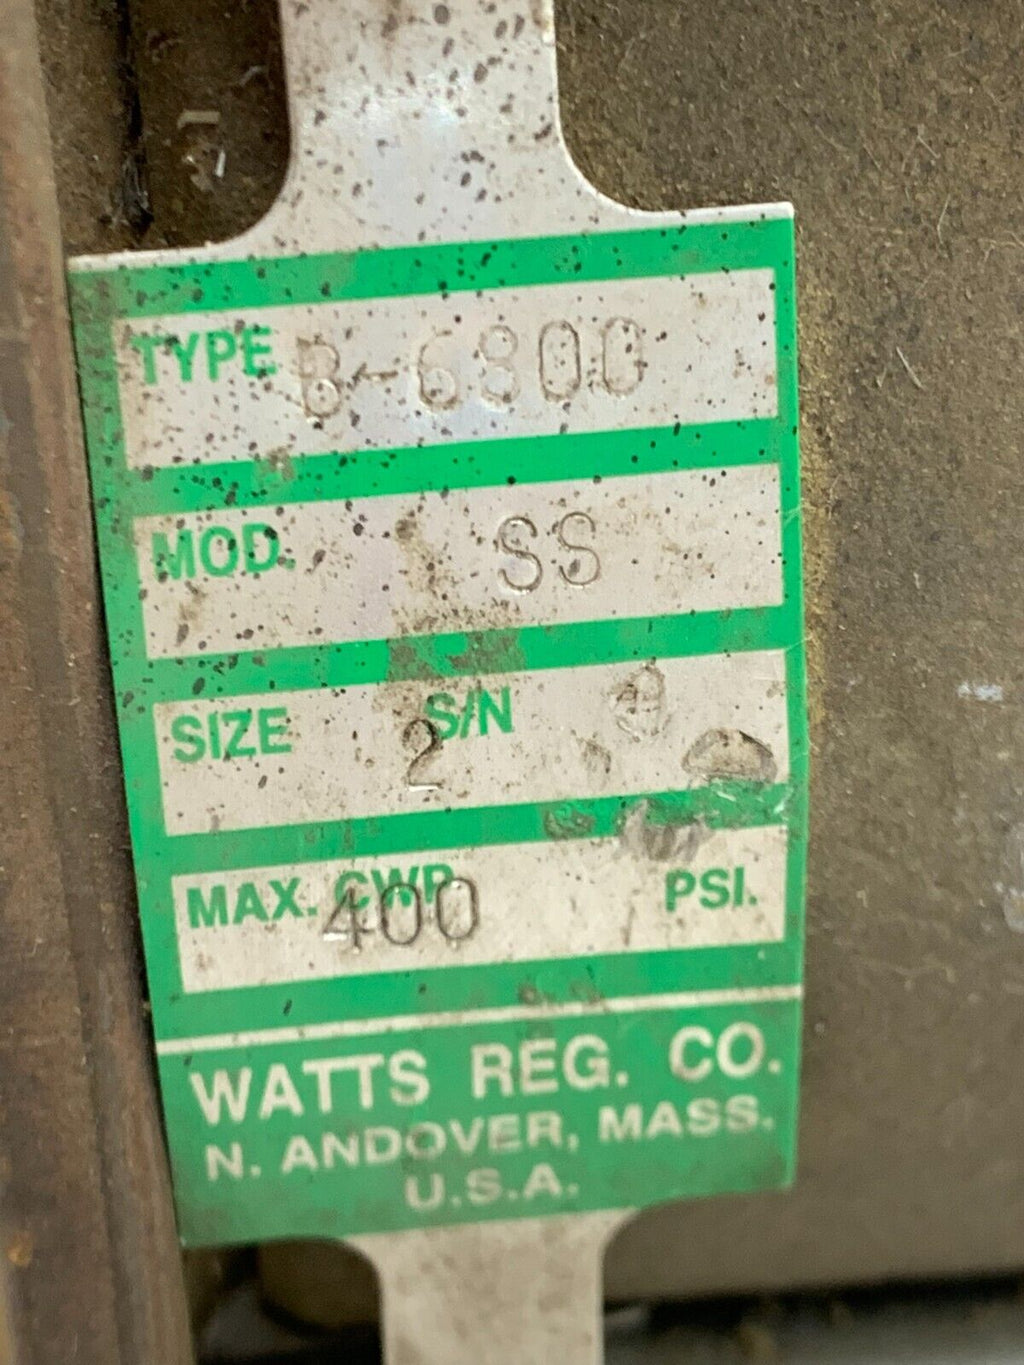 TYPE B-6800
MOD. SS
SIZE 2 S/N
MAX. CWP 400 PSI.
WATTS REG. CO.
N. ANDOVER, MASS.
U.S.A.